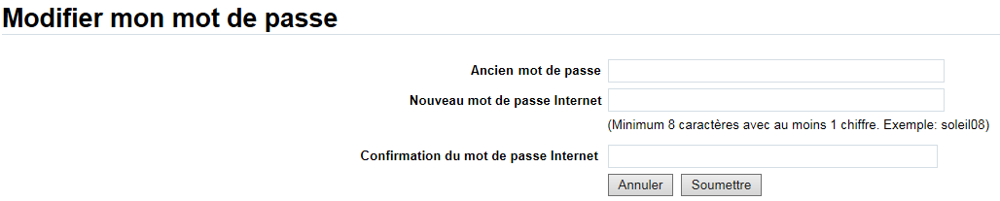 Modifier mon mot de passe
Ancien mot de passe
Nouveau mot de passe Internet
(Minimum 8 caractères avec au moins 1 chiffre. Exemple: soleil08)
Confirmation du mot de passe Internet
Annuler Soumettre